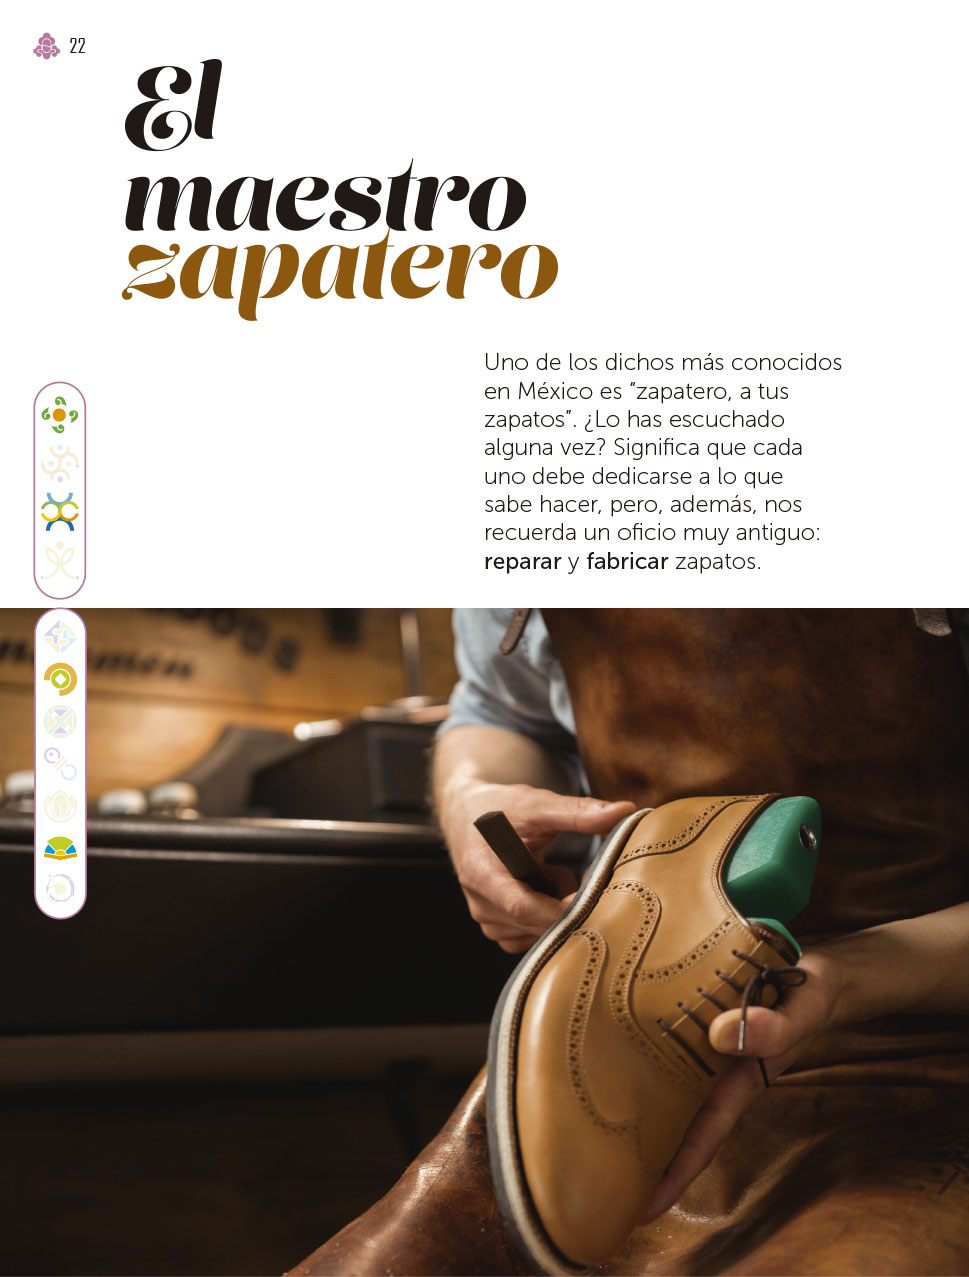 22
El
maestro
zapatero
Uno de los dichos más conocidos
en México es “zapatero, a tus
zapatos”. ¿Lo has escuchado
alguna vez? Significa que cada
uno debe dedicarse a lo que
sabe hacer, pero, además, nos
recuerda un oficio muy antiguo:
reparar y fabricar zapatos.